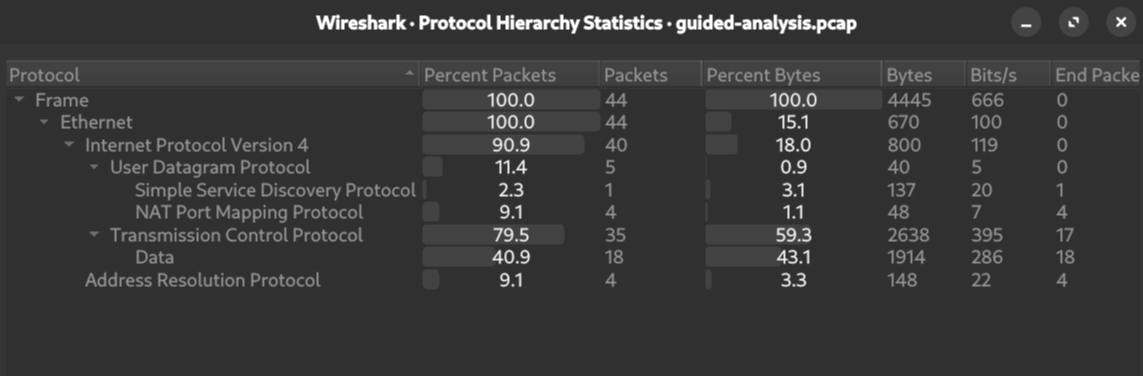 Wireshark · Protocol Hierarchy Statistics · guided-analysis.pcap
Protocol Percent Packets Packets Percent Bytes Bytes Bits/s End Packe
Frame 100.0 44 100.0 4445 666 0
Ethernet 100.0 44 15.1 670 100 0
Internet Protocol Version 4 90.9 40 18.0 800 119 0
User Datagram Protocol 11.4 5 0.9 40 5 0
Simple Service Discovery Protocol 2.3 1 3.1 137 20 1
NAT Port Mapping Protocol 9.1 4 1.1 48 7 4
Transmission Control Protocol 79.5 35 59.3 2638 395 17
Data 40.9 18 43.1 1914 286 18
Address Resolution Protocol 9.1 4 3.3 148 22 4